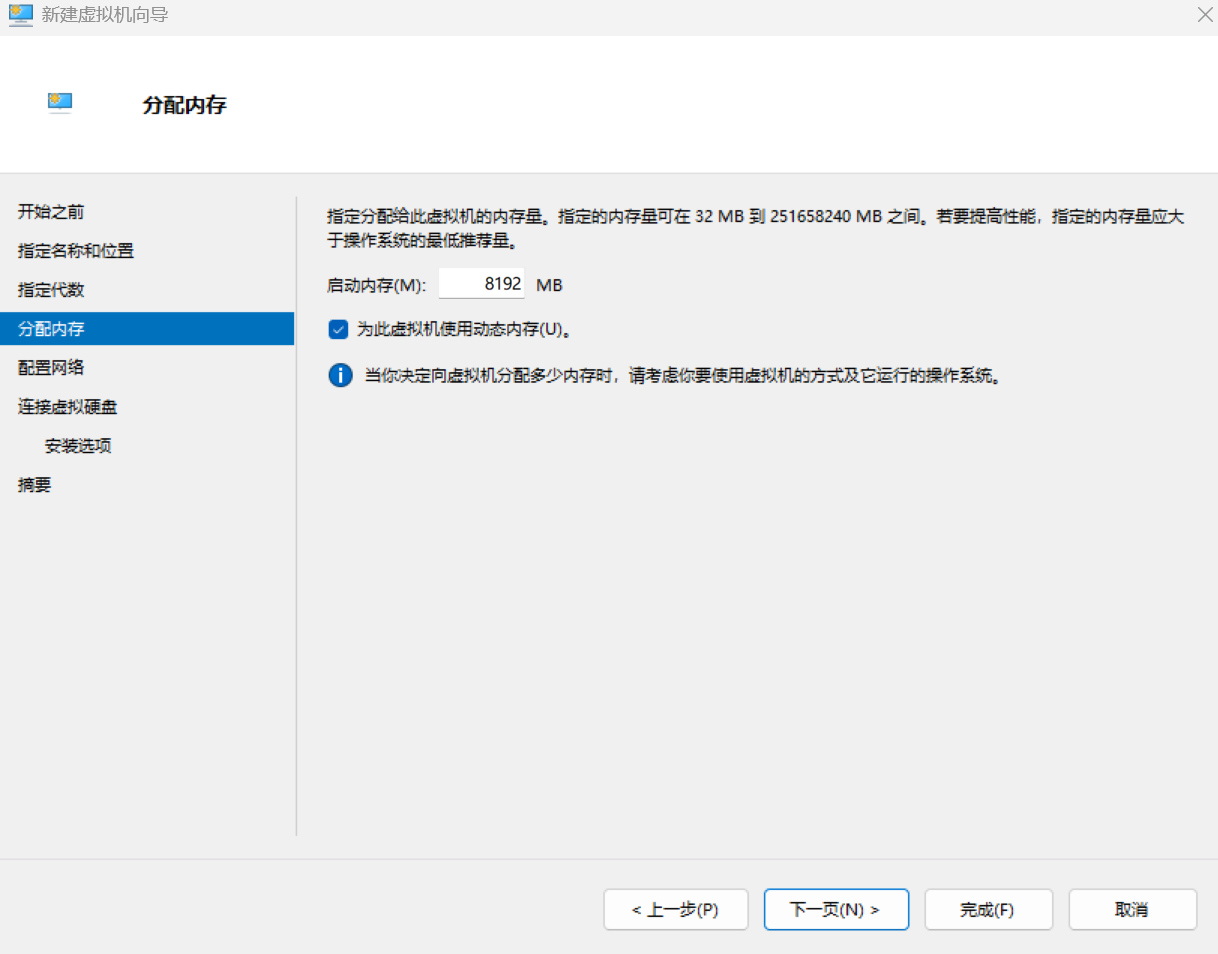 新建虚拟机向导
分配内存
开始之前
指定名称和位置
指定代数
分配内存
配置网络
连接虚拟硬盘
安装选项
摘要
指定分配给此虚拟机的内存量。指定的内存量可在 32 MB 到 251658240 MB 之间。若要提高性能，指定的内存量应大
于操作系统的最低推荐量。
启动内存(M): 8192 MB
为此虚拟机使用动态内存(U)。
当你决定向虚拟机分配多少内存时，请考虑你要使用虚拟机的方式及它运行的操作系统。
< 上一步(P) 下一页(N) > 完成(F) 取消